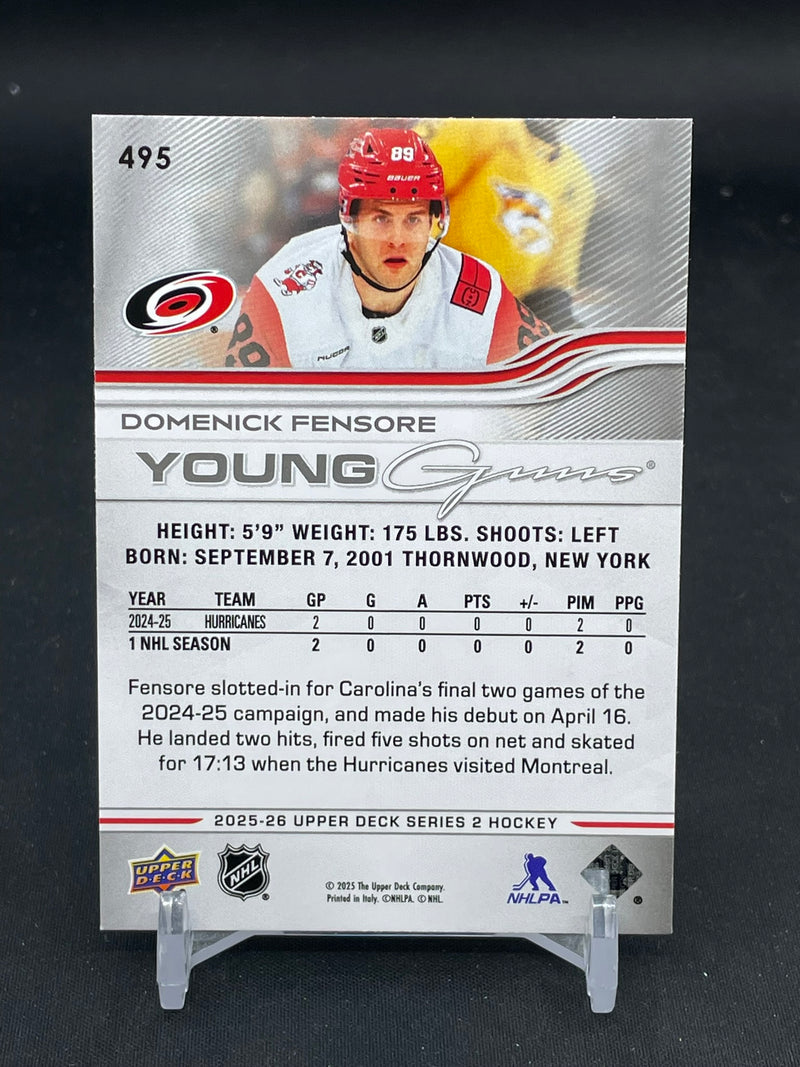 495
89
BAUER
89
NUCOR
89
DOMENICK FENSORE
YOUNG Guns®
HEIGHT: 5'9" WEIGHT: 175 LBS. SHOOTS: LEFT
BORN: SEPTEMBER 7, 2001 THORNWOOD, NEW YORK
YEAR TEAM GP G A PTS +/- PIM PPG
2024-25 HURRICANES 2 0 0 0 0 2 0
1 NHL SEASON 2 0 0 0 0 2 0
Fensore slotted-in for Carolina's final two games of the
2024-25 campaign, and made his debut on April 16.
He landed two hits, fired five shots on net and skated
for 17:13 when the Hurricanes visited Montreal.
2025-26 UPPER DECK SERIES 2 HOCKEY
UPPER DECK
NHL
© 2025 The Upper Deck Company.
Printed in Italy. ©NHLPA. © NHL.
NHLPA™